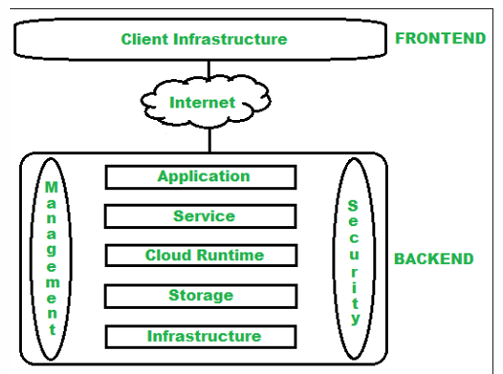 Client Infrastructure
FRONTEND
Internet
Management
Application
Service
Cloud Runtime
Storage
Infrastructure
Security
BACKEND